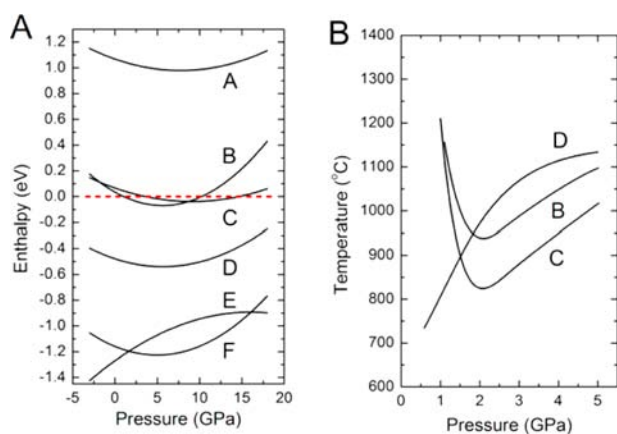 A
B
1.2
1.0
0.8
0.6
0.4
0.2
0.0
-0.2
-0.4
-0.6
-0.8
-1.0
-1.2
-1.4
Enthalpy (eV)
A
B
C
D
E
F
-5 0 5 10 15 20
Pressure (GPa)
1400
1300
1200
1100
1000
900
800
700
600
Temperature (°C)
D
B
C
0 1 2 3 4 5
Pressure (GPa)